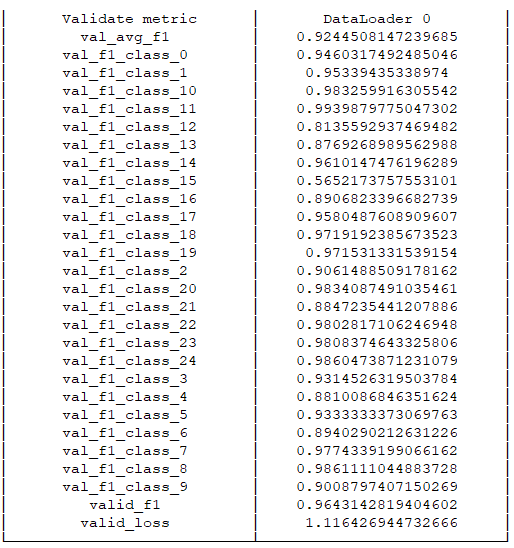 Validate metric DataLoader 0
val_avg_f1 0.9244508147239685
val_f1_class_0 0.9460317492485046
val_f1_class_1 0.95339435338974
val_f1_class_10 0.983259916305542
val_f1_class_11 0.9939879775047302
val_f1_class_12 0.8135592937469482
val_f1_class_13 0.8769268989562988
val_f1_class_14 0.9610147476196289
val_f1_class_15 0.5652173757553101
val_f1_class_16 0.8906823396682739
val_f1_class_17 0.9580487608909607
val_f1_class_18 0.9719192385673523
val_f1_class_19 0.971531331539154
val_f1_class_2 0.9061488509178162
val_f1_class_20 0.9834087491035461
val_f1_class_21 0.8847235441207886
val_f1_class_22 0.9802817106246948
val_f1_class_23 0.9808374643325806
val_f1_class_24 0.9860473871231079
val_f1_class_3 0.9314526319503784
val_f1_class_4 0.8810086846351624
val_f1_class_5 0.9333333373069763
val_f1_class_6 0.8940290212631226
val_f1_class_7 0.9774339199066162
val_f1_class_8 0.9861111044883728
val_f1_class_9 0.9008797407150269
valid_f1 0.9643142819404602
valid_loss 1.116426944732666